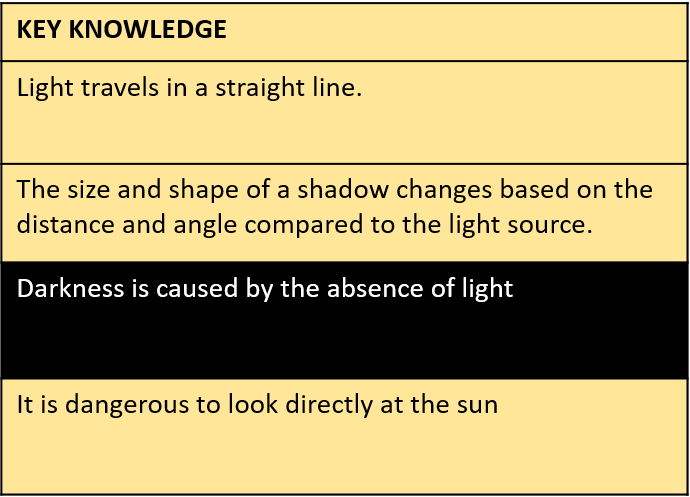 KEY KNOWLEDGE
Light travels in a straight line.
The size and shape of a shadow changes based on the
distance and angle compared to the light source.
Darkness is caused by the absence of light
It is dangerous to look directly at the sun